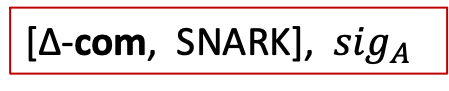 [Δ-com, SNARK], sig_A